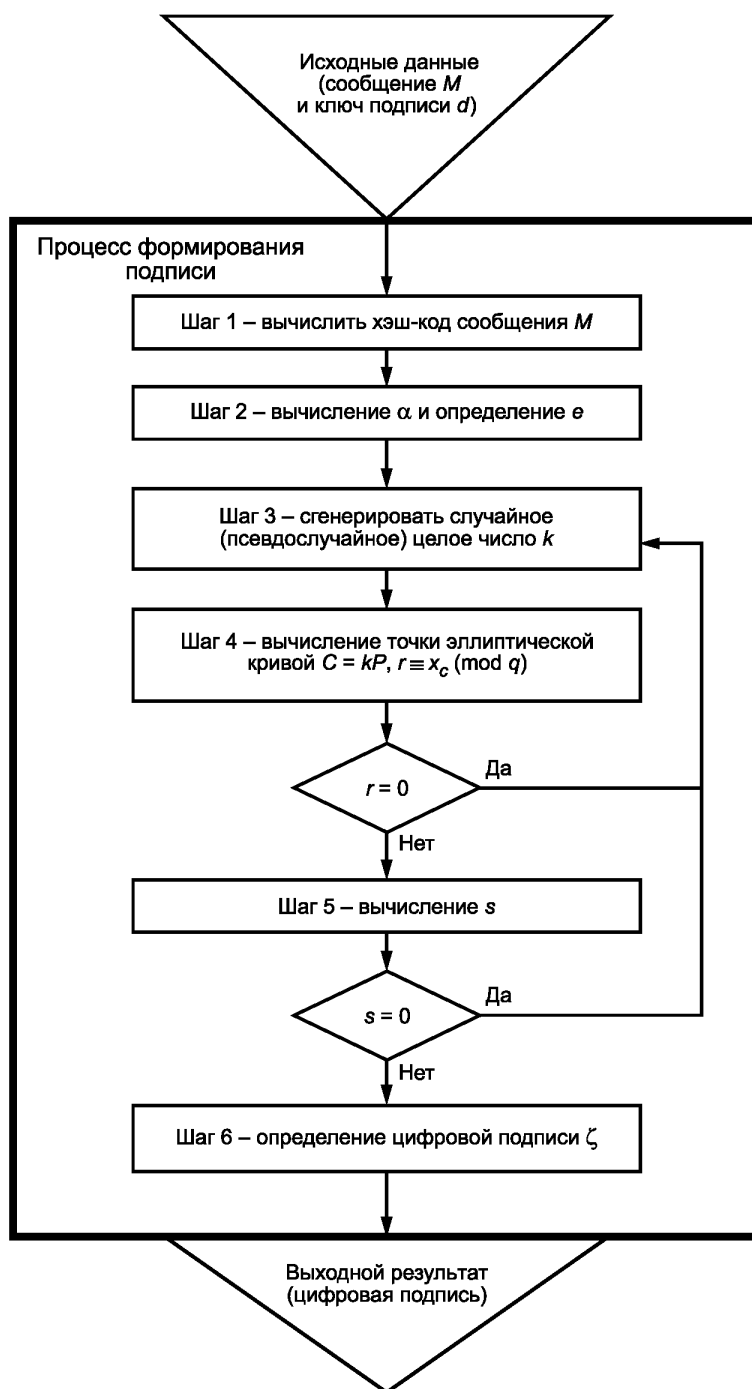 Исходные данные
(сообщение M
и ключ подписи d)
Процесс формирования
подписи
Шаг 1 – вычислить хэш-код сообщения M
Шаг 2 – вычисление α и определение e
Шаг 3 – сгенерировать случайное
(псевдослучайное) целое число k
Шаг 4 – вычисление точки эллиптической
кривой C = kP, r ≡ x_c (mod q)
r = 0
Да
Нет
Шаг 5 – вычисление s
s = 0
Да
Нет
Шаг 6 – определение цифровой подписи ζ
Выходной результат
(цифровая подпись)